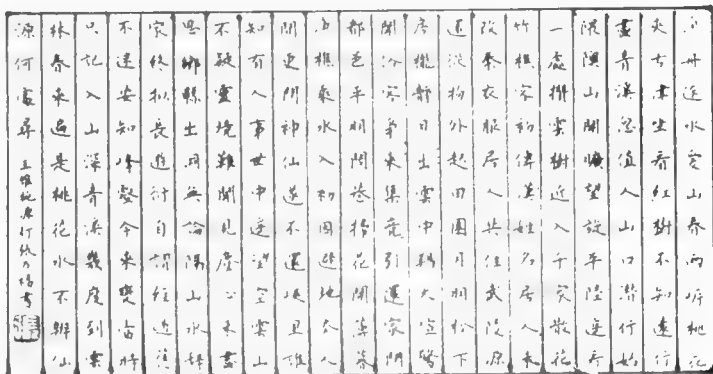 漁舟逐水愛山春兩岸桃花
夾古津坐看紅樹不知遠行
盡青溪忽值人山口潛行始
隈隩山開曠望旋平陸遙看
一處攢雲樹近入千家散花
竹樵客初傳漢姓名居人未
改秦衣服居人共住武陵源
還從物外起田園月明松下
房櫳靜日出雲中雞犬喧驚
聞俗客爭來集競引還家問
都邑平明閭巷掃花開薄暮
漁樵乘水入初因避地去人
間更問神仙遂不還峽里誰
知有人事世中遙望空雲山
不疑靈境難聞見塵心未盡
思鄉縣出洞無論隔山水辭
家終擬長遊衍自謂經過舊
不迷安知峰壑今來變當時
只記入山深青溪幾度到雲
林春來遍是桃花水不辨仙
源何處尋 王維桃源行